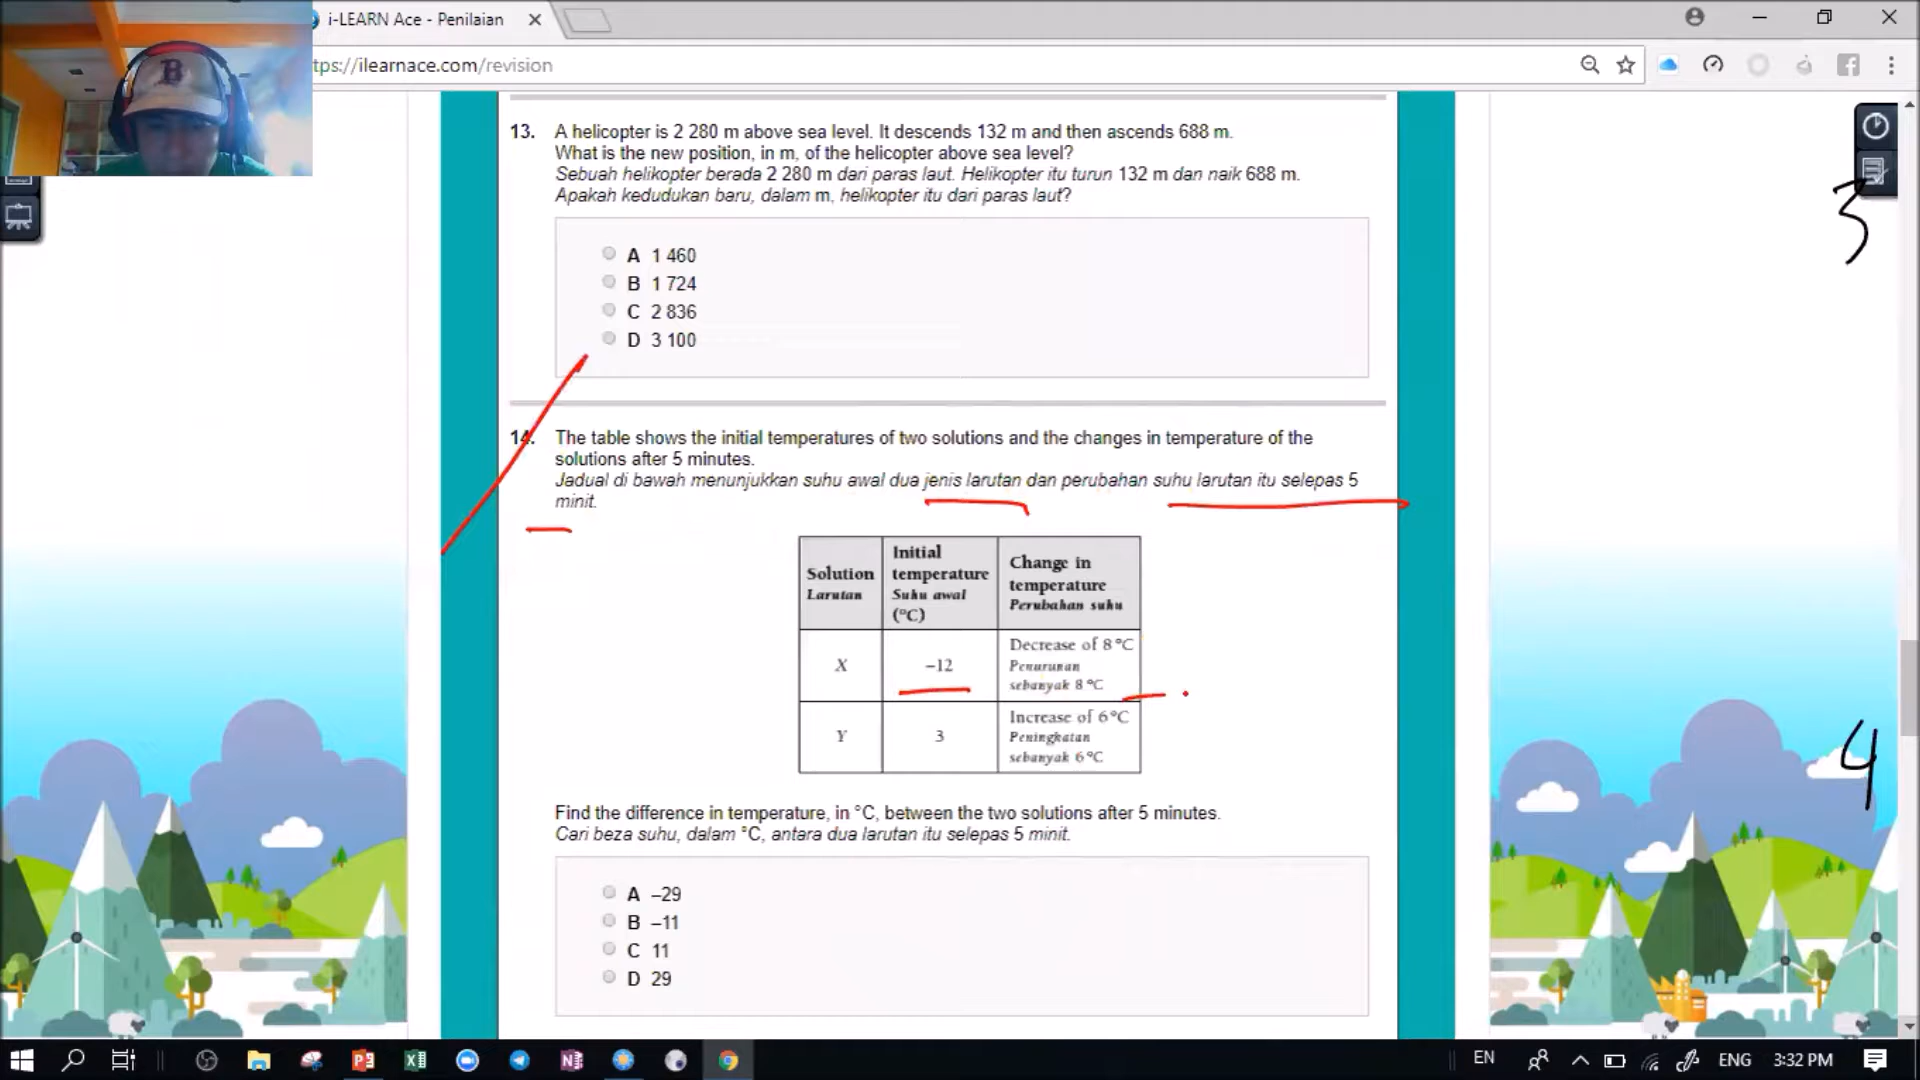 i-LEARN Ace - Penilaian
tps://ilearnace.com/revision
B
13. A helicopter is 2 280 m above sea level. It descends 132 m and then ascends 688 m.
What is the new position, in m, of the helicopter above sea level?
Sebuah helikopter berada 2 280 m dari paras laut. Helikopter itu turun 132 m dan naik 688 m.
Apakah kedudukan baru, dalam m, helikopter itu dari paras laut?
3
A 1 460
B 1 724
C 2 836
D 3 100
14. The table shows the initial temperatures of two solutions and the changes in temperature of the
solutions after 5 minutes.
Jadual di bawah menunjukkan suhu awal dua jenis larutan dan perubahan suhu larutan itu selepas 5
minit.
Solution
Larutan
Initial
temperature
Suhu awal
(°C)
Change in
temperature
Perubahan suhu
X
–12
Decrease of 8 °C
Penurunan
sebanyak 8 °C
Y
3
Increase of 6 °C
Peningkatan
sebanyak 6 °C
4
Find the difference in temperature, in °C, between the two solutions after 5 minutes.
Cari beza suhu, dalam °C, antara dua larutan itu selepas 5 minit.
A –29
B –11
C 11
D 29
EN
ENG
3:32 PM